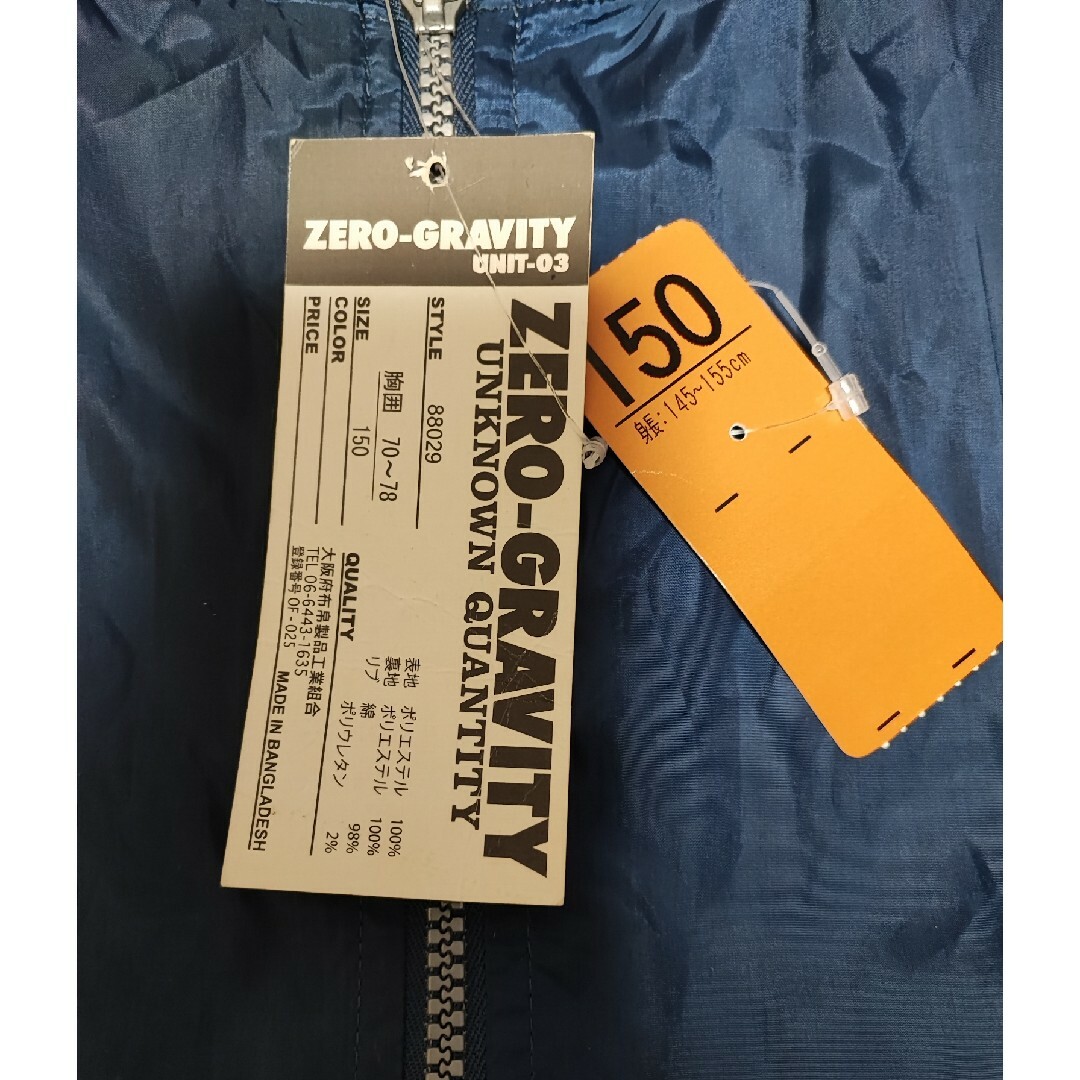 ZERO-GRAVITY
UNIT-03
ZERO-GRAVITY
UNKNOWN QUANTITY
STYLE 88029
胸囲 70〜78
SIZE 150
COLOR
PRICE
QUALITY
表地 ポリエステル 100%
裏地 ポリエステル 100%
リブ 綿 98%
ポリウレタン 2%
大阪府布帛製品工業組合
TEL 06-6443-1635
登録番号 OF-025
MADE IN BANGLADESH
150
身長:145~155cm